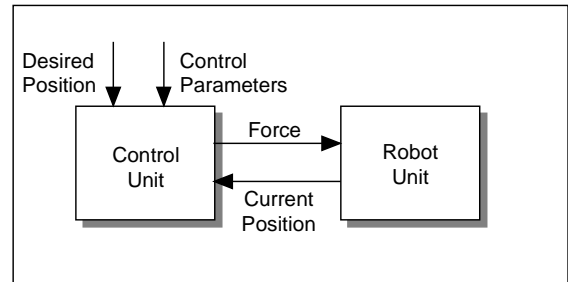 Desired
Position
Control
Parameters
Control
Unit
Force
Current
Position
Robot
Unit